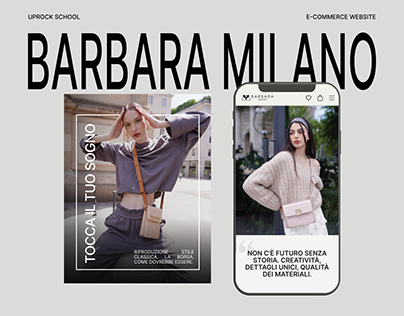 UPROCK SCHOOL
E-COMMERCE WEBSITE
BARBARA MILANO
TOCCA IL TUO SOGNO
RIPRODUZIONE STILE
CLASSICA, LA BORSA,
COME DOVREBBE ESSERE.
BARBARA
NON C'È FUTURO SENZA
STORIA. CREATIVITÀ,
DETTAGLI UNICI, QUALITÀ
DEI MATERIALI.